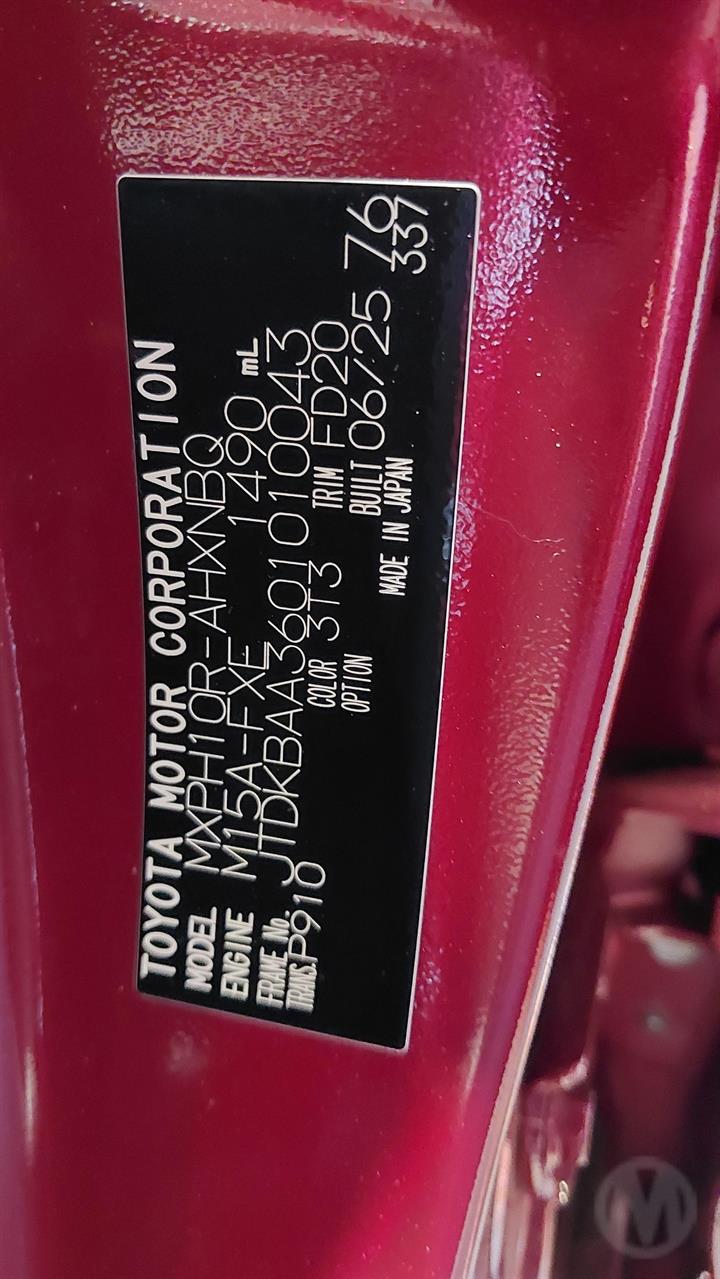 TOYOTA MOTOR CORPORATION
MODEL MXPH10R-AHXNBQ
ENGINE M15A-FXE 1490 mL
FRAME No. JTDKBAA3601010043
TRANS. P910 COLOR 3T3 TRIM FD20
OPTION BUILT 06/25 76
MADE IN JAPAN 337
M